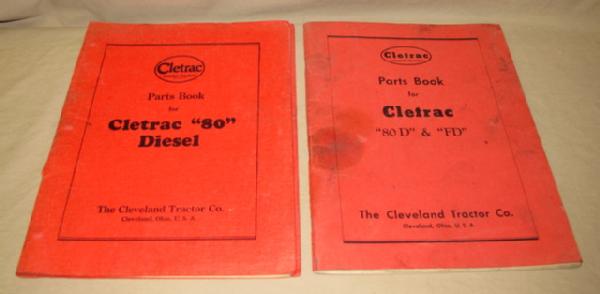 Cletrac
Parts Book
for
Cletrac "80"
Diesel
The Cleveland Tractor Co.
Cleveland, Ohio, U. S. A.
Cletrac
Parts Book
for
Cletrac
"80 D" & "FD"
The Cleveland Tractor Co.
Cleveland, Ohio, U. S. A.